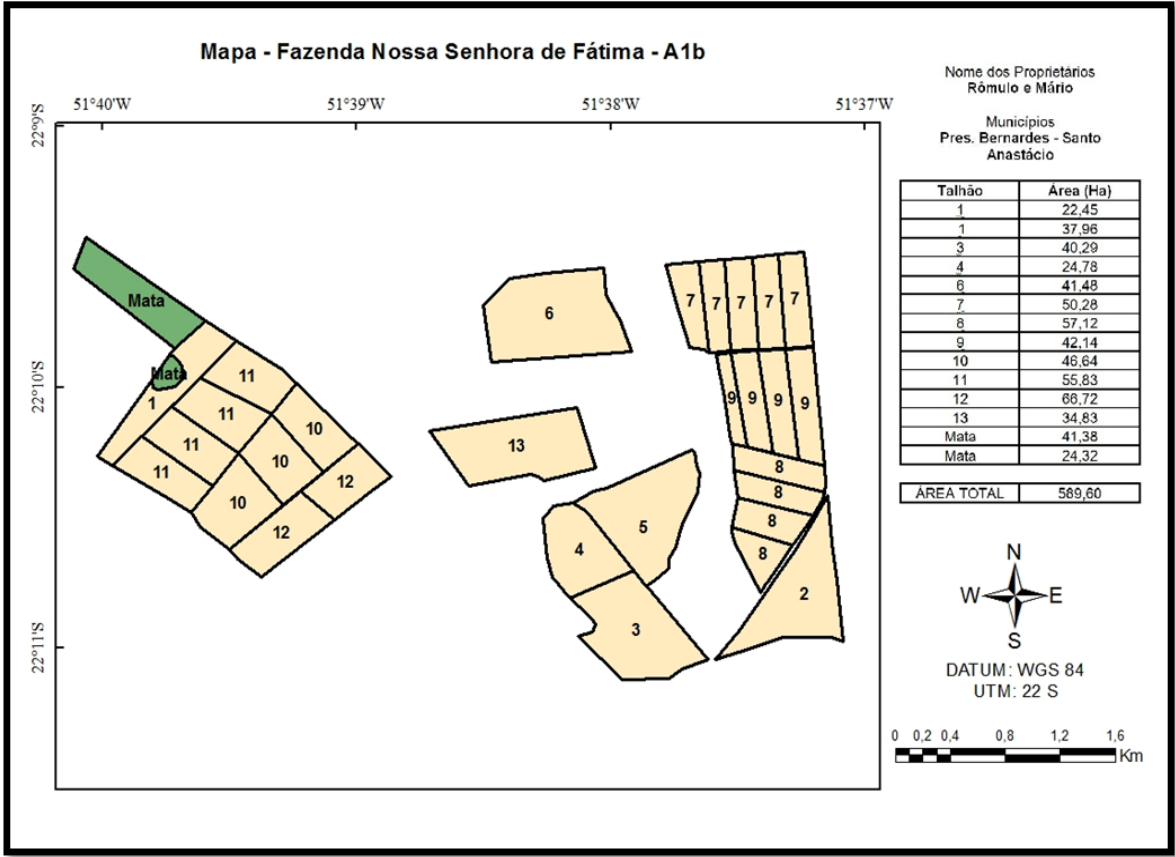 Mapa - Fazenda Nossa Senhora de Fátima - A1b
51°40'W 51°39'W 51°38'W 51°37'W
22°9'S
22°10'S
22°11'S
Mata
Mata
1
11
11
11
11
10
10
10
12
12
6
13
5
4
3
7 7 7 7 7
9 9 9 9
8
8
8
8
2
Nome dos Proprietários
Rômulo e Mário
Municípios
Pres. Bernardes - Santo
Anastácio
Talhão Área (Ha)
1 22,45
1 37,96
3 40,29
4 24,78
6 41,48
7 50,28
8 57,12
9 42,14
10 46,64
11 55,83
12 66,72
13 34,83
Mata 41,38
Mata 24,32
ÁREA TOTAL 589,60
N
W E
S
DATUM: WGS 84
UTM: 22 S
0 0,2 0,4 0,8 1,2 1,6
Km